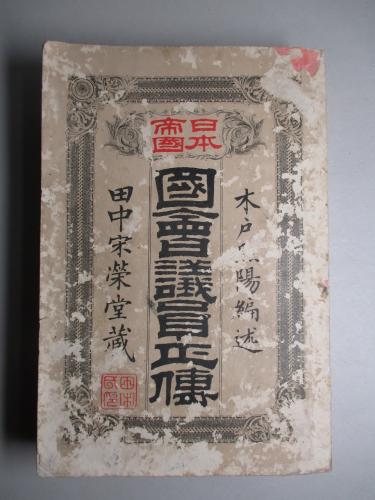 日本
帝國
木戸 陽編述
國會議員正傳
田中宋榮堂藏